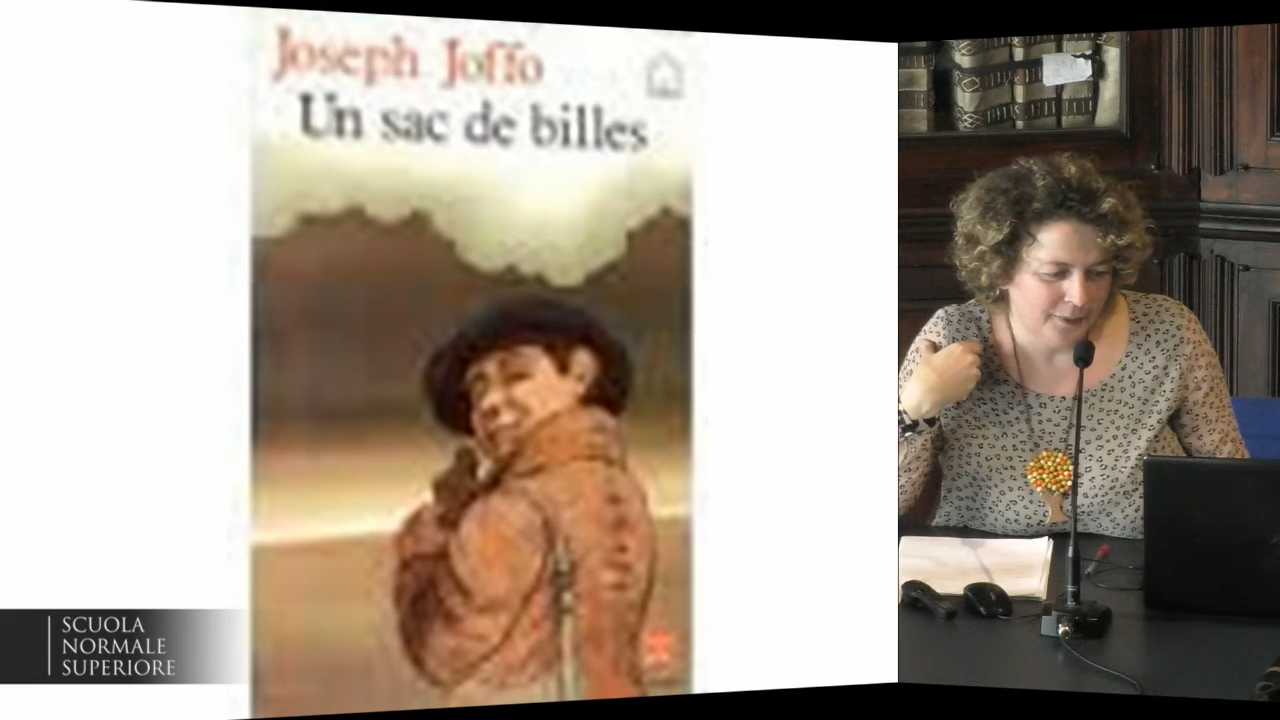 Joseph Joffo
Un sac de billes
SCUOLA
NORMALE
SUPERIORE